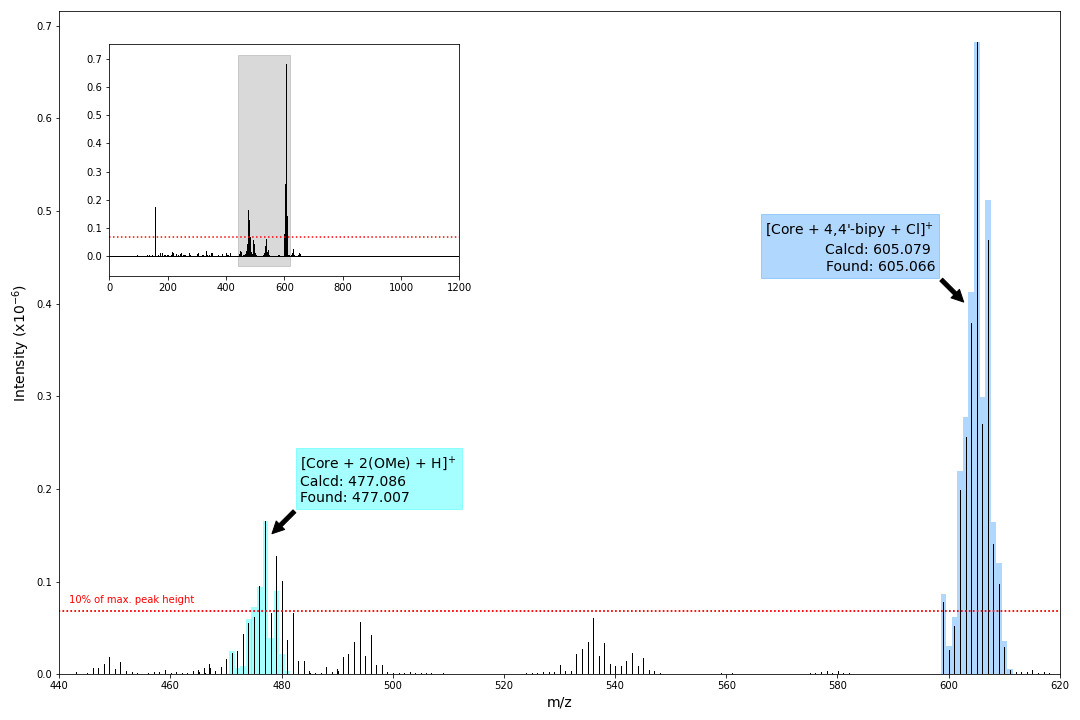 0.7
0.6
0.5
0.4
0.3
0.2
0.1
0.0
Intensity (x10⁻⁶)
0.7
0.6
0.5
0.4
0.3
0.2
0.1
0.0
0 200 400 600 800 1000 1200
[Core + 4,4'-bipy + Cl]⁺
Calcd: 605.079
Found: 605.066
[Core + 2(OMe) + H]⁺
Calcd: 477.086
Found: 477.007
10% of max. peak height
440 460 480 500 520 540 560 580 600 620
m/z